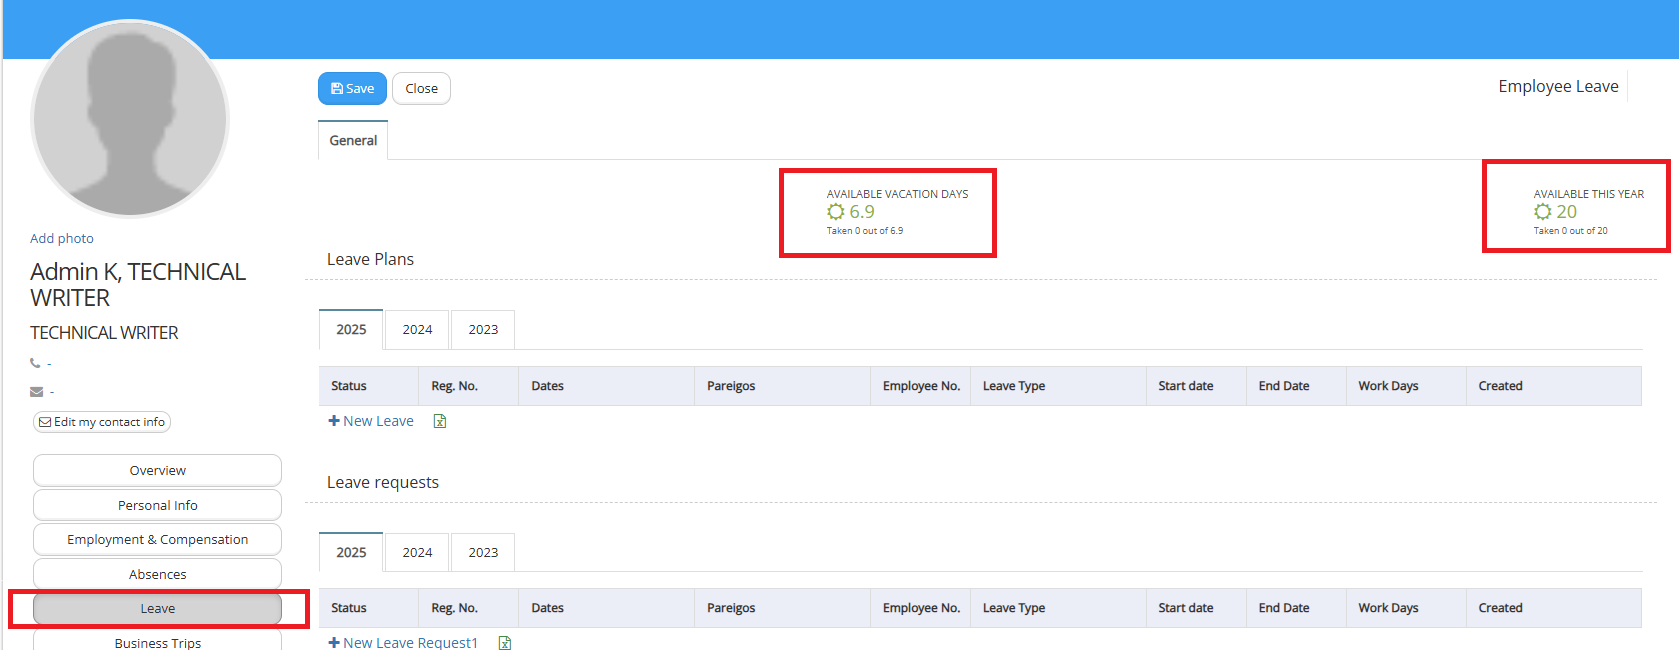 Save Close
Employee Leave
General
AVAILABLE VACATION DAYS
6.9
Taken 0 out of 6.9
AVAILABLE THIS YEAR
20
Taken 0 out of 20
Add photo
Admin K, TECHNICAL
WRITER
TECHNICAL WRITER
-
-
Edit my contact info
Overview
Personal Info
Employment & Compensation
Absences
Leave
Business Trips
Leave Plans
2025 2024 2023
Status Reg. No. Dates Pareigos Employee No. Leave Type Start date End Date Work Days Created
New Leave
Leave requests
2025 2024 2023
Status Reg. No. Dates Pareigos Employee No. Leave Type Start date End Date Work Days Created
New Leave Request1